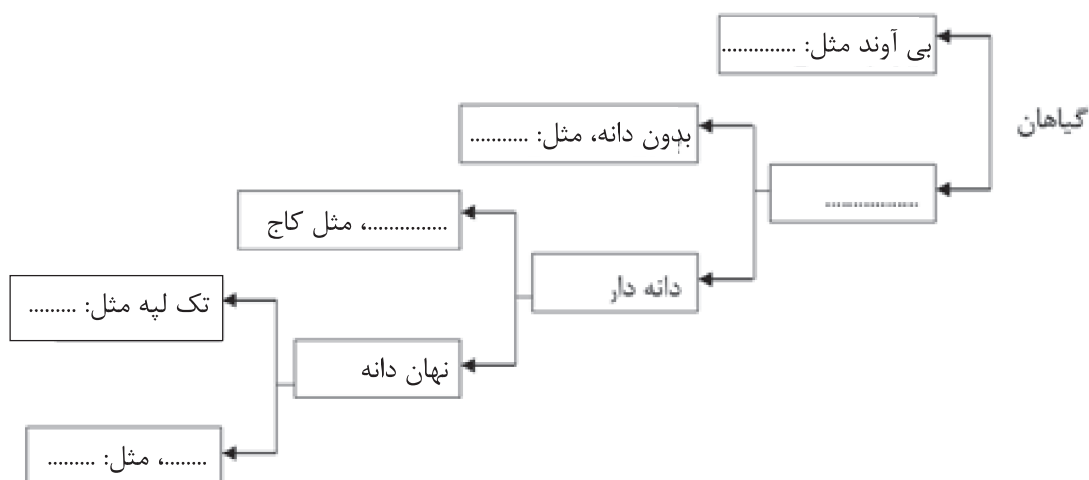 بی آوند مثل: ..............
گیاهان
بدون دانه، مثل: ...........
..................
...............، مثل کاج
دانه دار
تک لپه مثل: .........
نهان دانه
........، مثل: .........